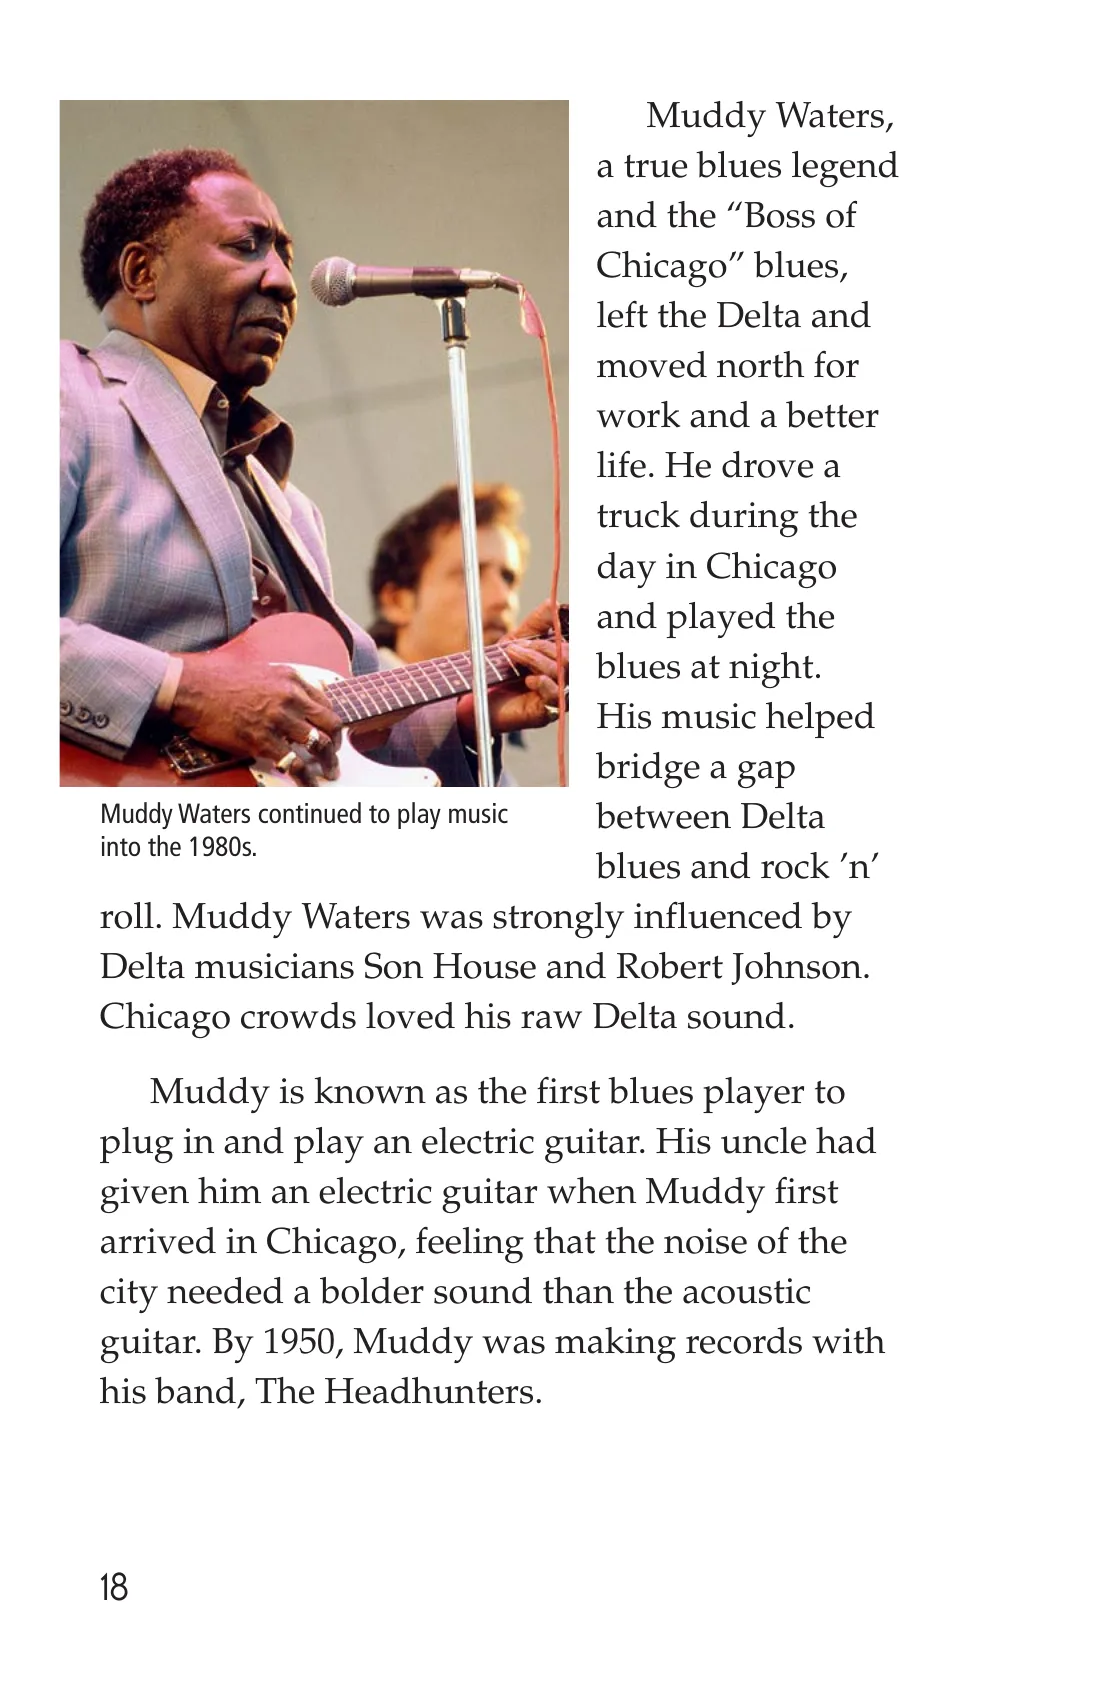 Muddy Waters,
a true blues legend
and the “Boss of
Chicago” blues,
left the Delta and
moved north for
work and a better
life. He drove a
truck during the
day in Chicago
and played the
blues at night.
His music helped
bridge a gap
between Delta
blues and rock ’n’
Muddy Waters continued to play music
into the 1980s.
roll. Muddy Waters was strongly influenced by
Delta musicians Son House and Robert Johnson.
Chicago crowds loved his raw Delta sound.
Muddy is known as the first blues player to
plug in and play an electric guitar. His uncle had
given him an electric guitar when Muddy first
arrived in Chicago, feeling that the noise of the
city needed a bolder sound than the acoustic
guitar. By 1950, Muddy was making records with
his band, The Headhunters.
18